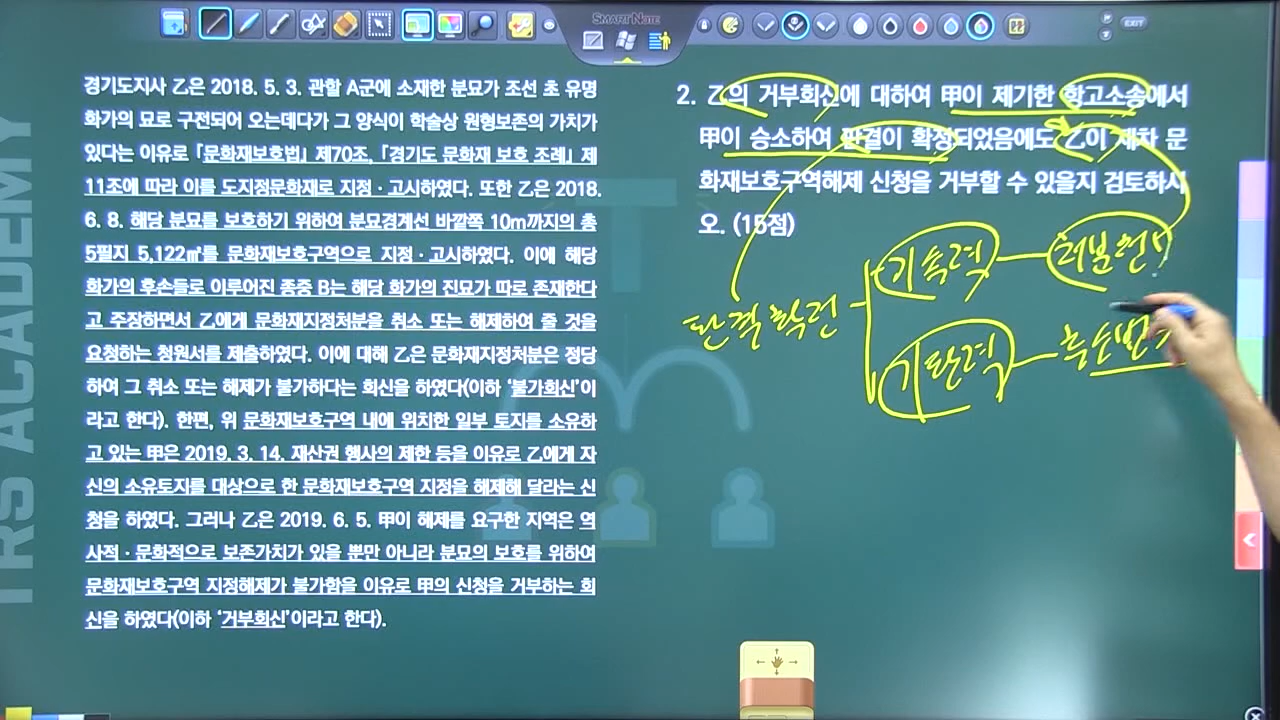 SMARTNOTE
EXIT
TRS ACADEMY
경기도지사 乙은 2018. 5. 3. 관할 A군에 소재한 분묘가 조선 초 유명
화가의 묘로 구전되어 오는데다가 그 양식이 학술상 원형보존의 가치가
있다는 이유로 「문화재보호법」 제70조, 「경기도 문화재 보호 조례」 제
11조에 따라 이를 도지정문화재로 지정·고시하였다. 또한 乙은 2018.
6. 8. 해당 분묘를 보호하기 위하여 분묘경계선 바깥쪽 10m까지의 총
5필지 5,122㎡를 문화재보호구역으로 지정·고시하였다. 이에 해당
화가의 후손들로 이루어진 종중 B는 해당 화가의 진묘가 따로 존재한다
고 주장하면서 乙에게 문화재지정처분을 취소 또는 해제하여 줄 것을
요청하는 청원서를 제출하였다. 이에 대해 乙은 문화재지정처분은 정당
하여 그 취소 또는 해제가 불가하다는 회신을 하였다(이하 ‘불가회신’이
라고 한다). 한편, 위 문화재보호구역 내에 위치한 일부 토지를 소유하
고 있는 甲은 2019. 3. 14. 재산권 행사의 제한 등을 이유로 乙에게 자
신의 소유토지를 대상으로 한 문화재보호구역 지정을 해제해 달라는 신
청을 하였다. 그러나 乙은 2019. 6. 5. 甲이 해제를 요구한 지역은 역
사적·문화적으로 보존가치가 있을 뿐만 아니라 분묘의 보호를 위하여
문화재보호구역 지정해제가 불가함을 이유로 甲의 신청을 거부하는 회
신을 하였다(이하 ‘거부회신’이라고 한다).
2. 乙의 거부회신에 대하여 甲이 제기한 항고소송에서
甲이 승소하여 판결이 확정되었음에도 乙이 재차 문
화재보호구역해제 신청을 거부할 수 있을지 검토하시
오. (15점)
기속력
판결확정
기판력